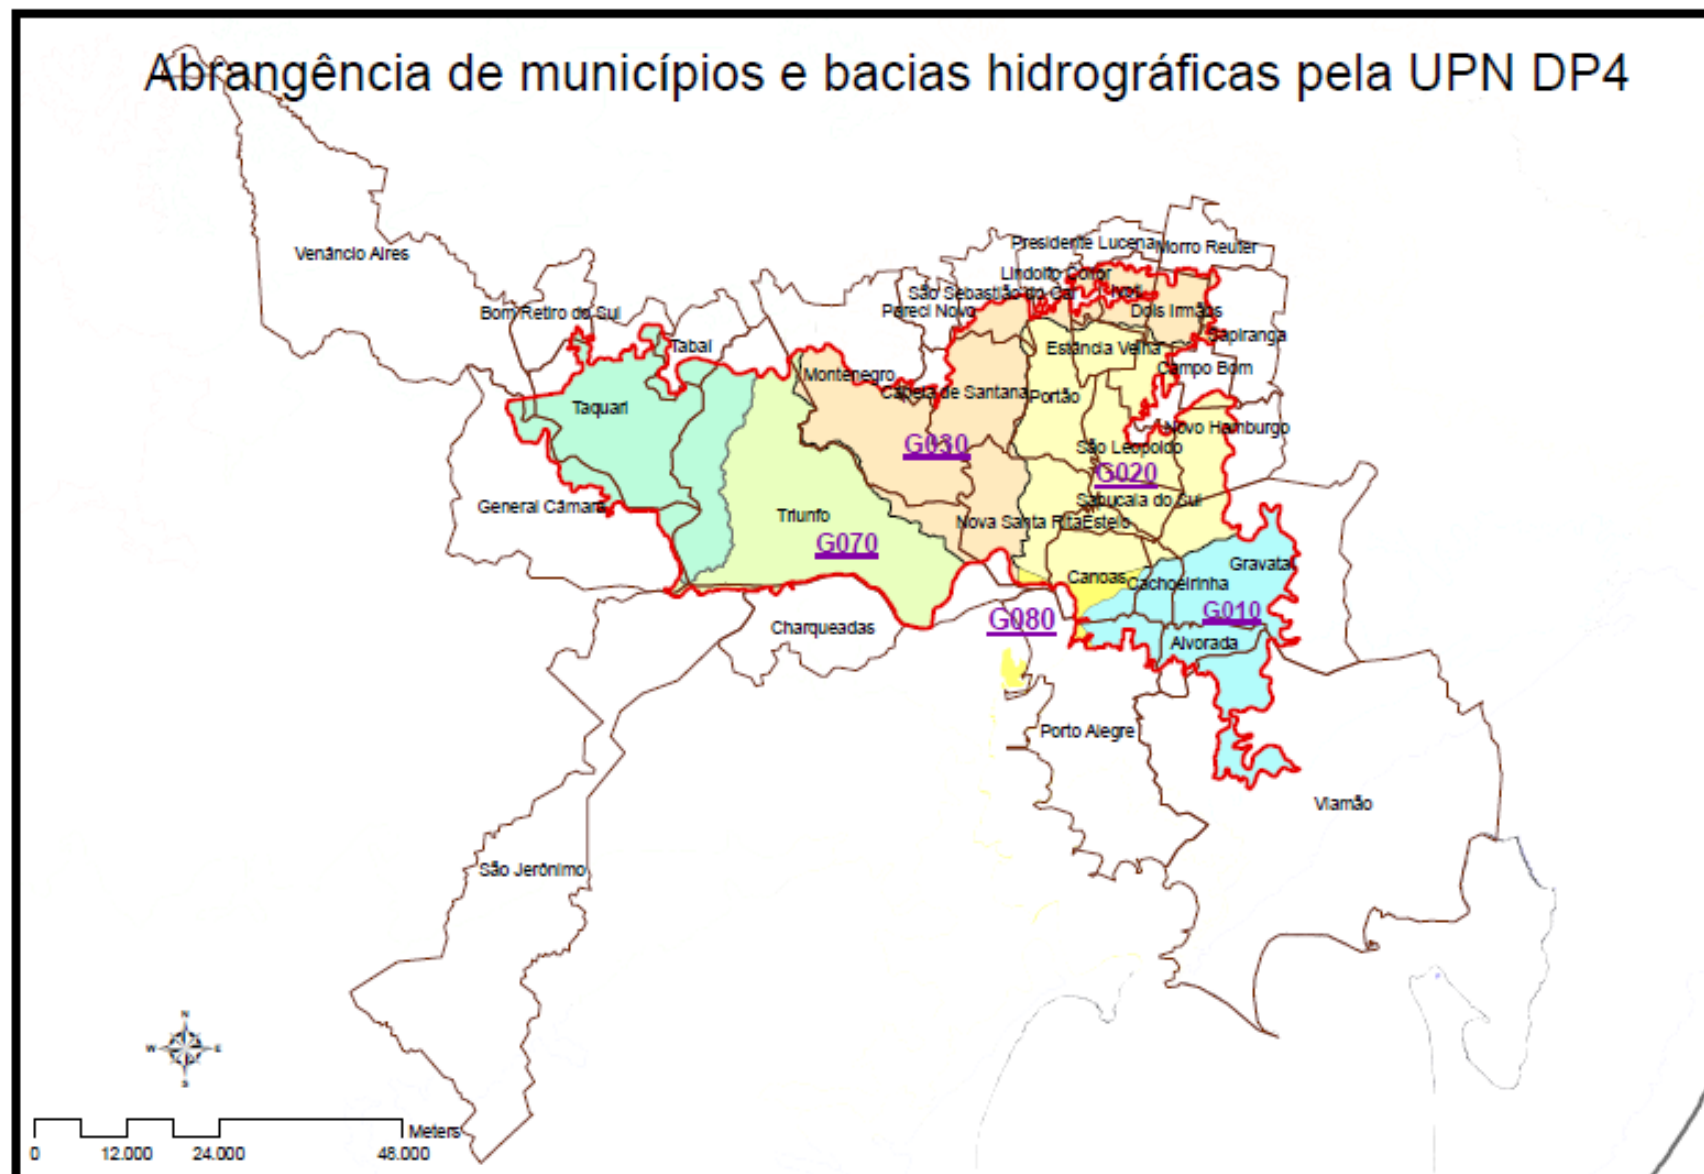 Abrangência de municípios e bacias hidrográficas pela UPN DP4
Venâncio Aires
Presidente Lucena
Morro Reuter
Lindolfo Collor
Ivoti
São Sebastião do Caí
Pareci Novo
Dois Irmãos
Bom Retiro do Sul
Tabaí
Sapiranga
Estância Velha
Campo Bom
Montenegro
Capela de Santana
Portão
Taquari
Novo Hamburgo
São Leopoldo
G030
G020
Sapucaia do Sul
General Câmara
Triunfo
Nova Santa Rita
Esteio
G070
Gravataí
Canoas
Cachoeirinha
G010
G080
Charqueadas
Alvorada
Porto Alegre
Viamão
São Jerônimo
N
W
E
S
Meters
0
12.000
24.000
48.000